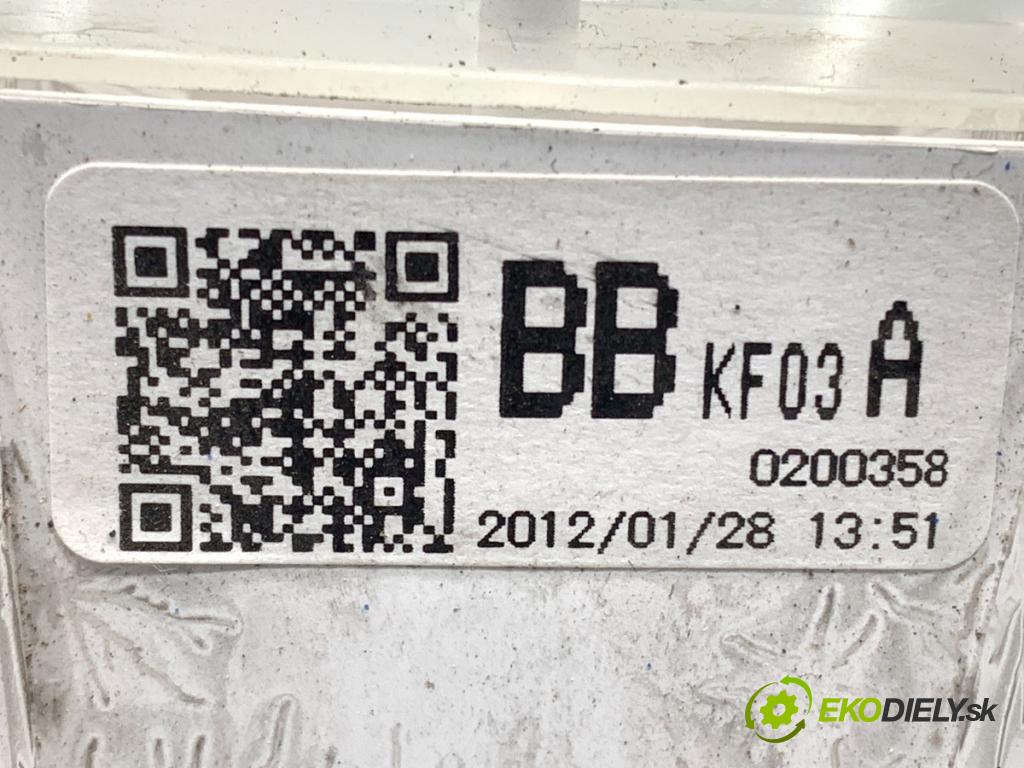 BB KF03 A
0200358
2012/01/28 13:51
EKODIELY.sk